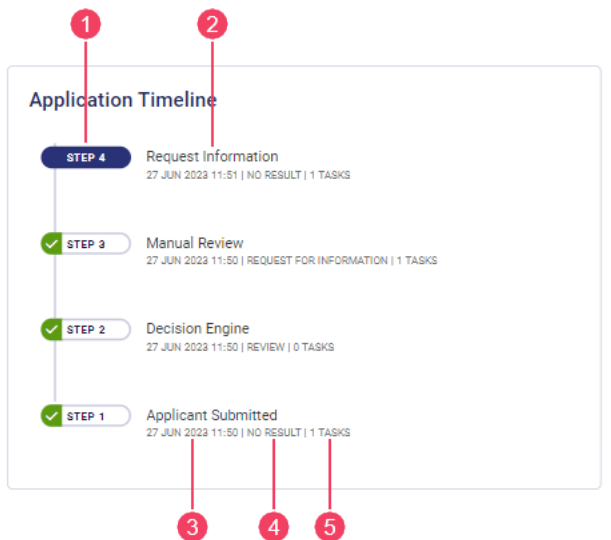 1 2
Application Timeline
STEP 4 Request Information
27 JUN 2023 11:51 | NO RESULT | 1 TASKS
STEP 3 Manual Review
27 JUN 2023 11:50 | REQUEST FOR INFORMATION | 1 TASKS
STEP 2 Decision Engine
27 JUN 2023 11:50 | REVIEW | 0 TASKS
STEP 1 Applicant Submitted
27 JUN 2023 11:50 | NO RESULT | 1 TASKS
3 4 5